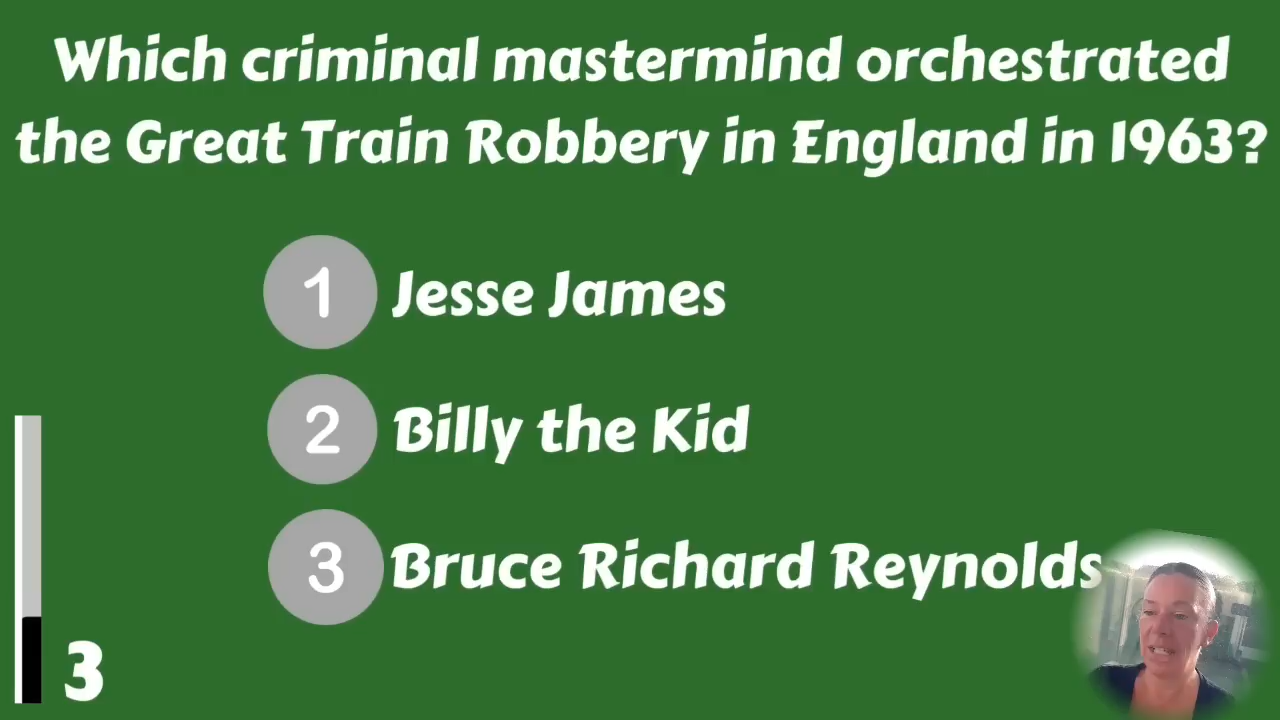 Which criminal mastermind orchestrated
the Great Train Robbery in England in 1963?
1 Jesse James
2 Billy the Kid
3 Bruce Richard Reynolds
3